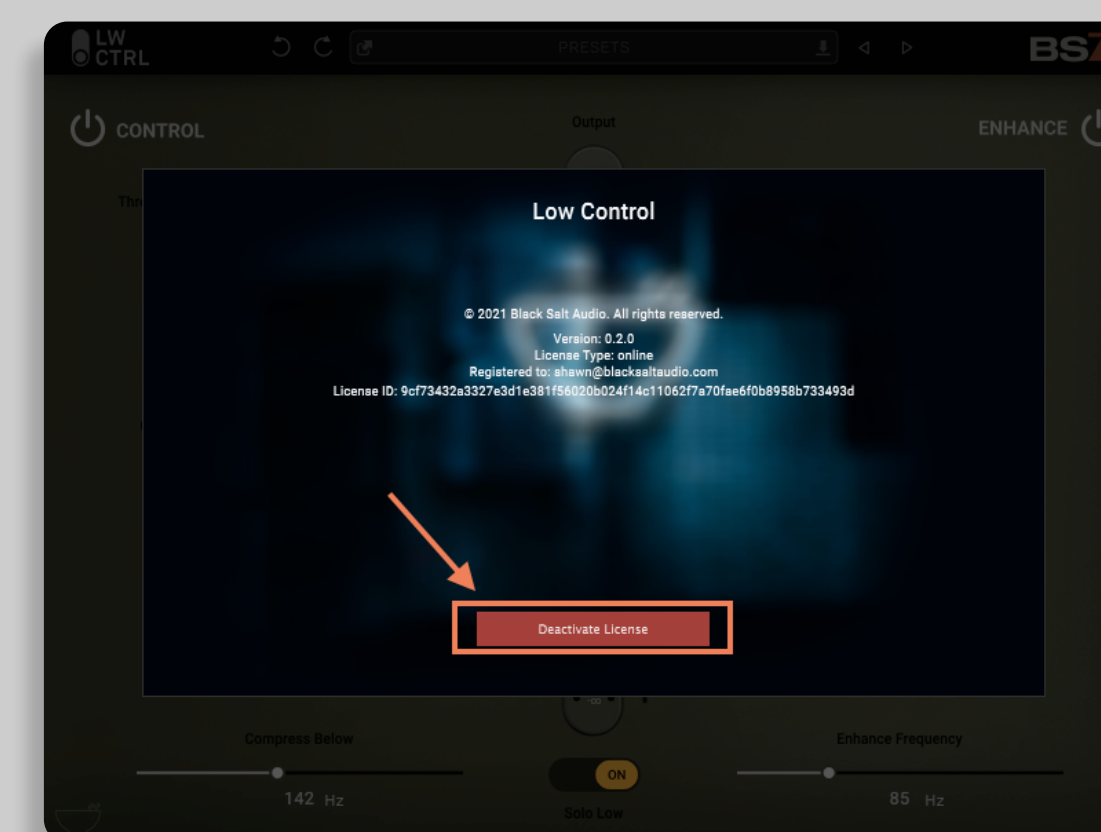 LW
CTRL
PRESETS
BS
CONTROL
Output
ENHANCE
Low Control
© 2021 Black Salt Audio. All rights reserved.
Version: 0.2.0
License Type: online
Registered to: shawn@blacksaltaudio.com
License ID: 9cf73432a3327e3d1e381f56020b024f14c11062f7a70fae6f0b8958b733493d
Deactivate License
-∞
Compress Below
Enhance Frequency
ON
142 Hz
85 Hz
Solo Low